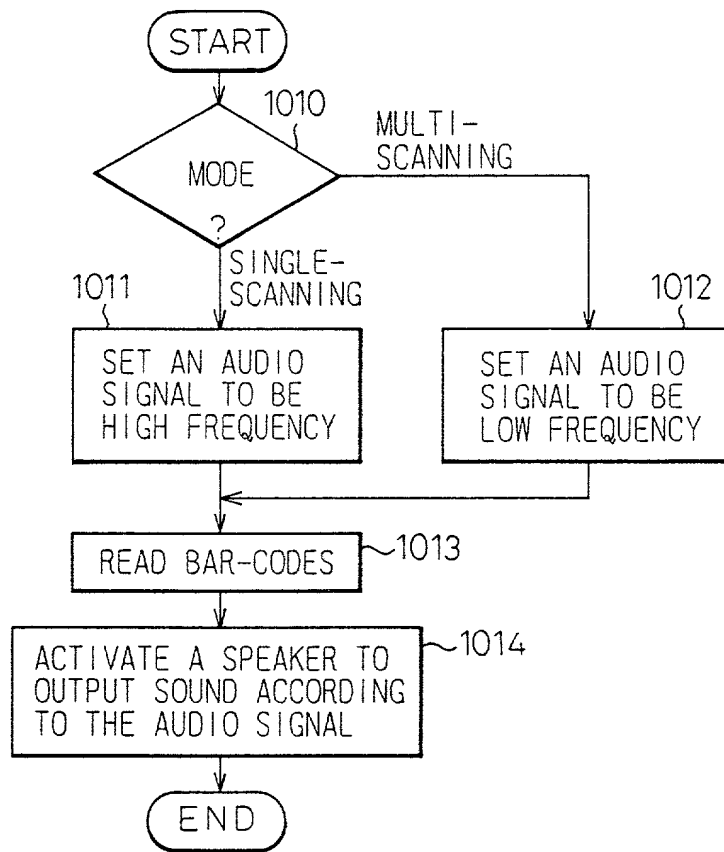 START
1010
MULTI-
SCANNING
MODE
?
SINGLE-
SCANNING
1011
1012
SET AN AUDIO
SIGNAL TO BE
HIGH FREQUENCY
SET AN AUDIO
SIGNAL TO BE
LOW FREQUENCY
READ BAR-CODES
1013
1014
ACTIVATE A SPEAKER TO
OUTPUT SOUND ACCORDING
TO THE AUDIO SIGNAL
END